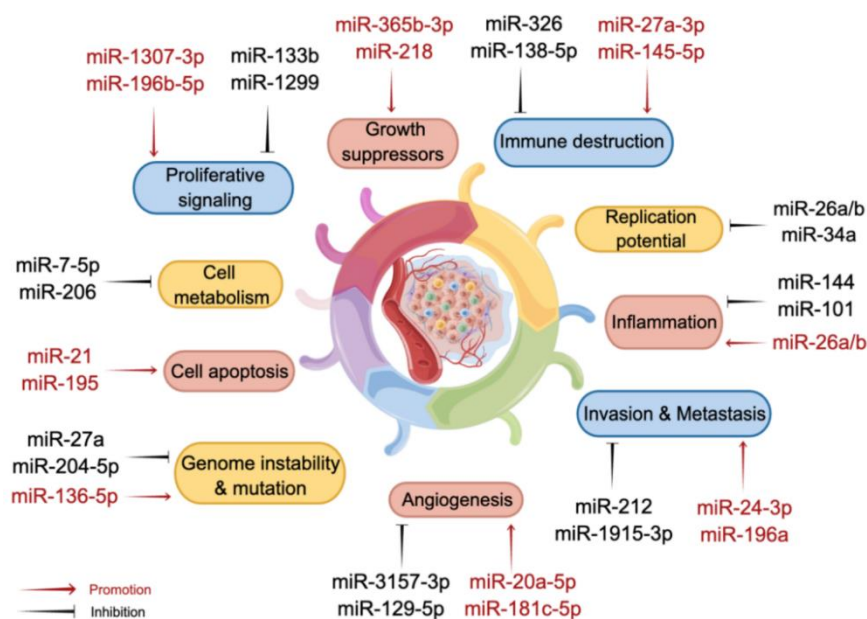 miR-1307-3p
miR-196b-5p
miR-133b
miR-1299
Proliferative
signaling
miR-365b-3p
miR-218
Growth
suppressors
miR-326
miR-138-5p
miR-27a-3p
miR-145-5p
Immune destruction
Replication
potential
miR-26a/b
miR-34a
miR-7-5p
miR-206
Cell
metabolism
miR-144
miR-101
Inflammation
miR-26a/b
miR-21
miR-195
Cell apoptosis
Invasion & Metastasis
miR-212
miR-1915-3p
miR-24-3p
miR-196a
miR-27a
miR-204-5p
miR-136-5p
Genome instability
& mutation
Angiogenesis
miR-3157-3p
miR-129-5p
miR-20a-5p
miR-181c-5p
Promotion
Inhibition